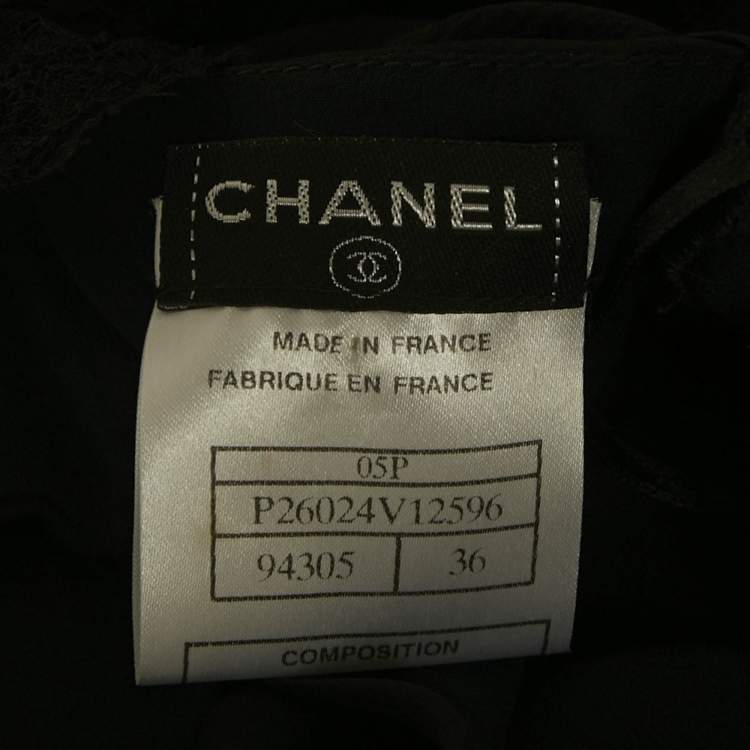 CHANEL
MADE IN FRANCE
FABRIQUE EN FRANCE
05P
P26024V12596
94305 36
COMPOSITION